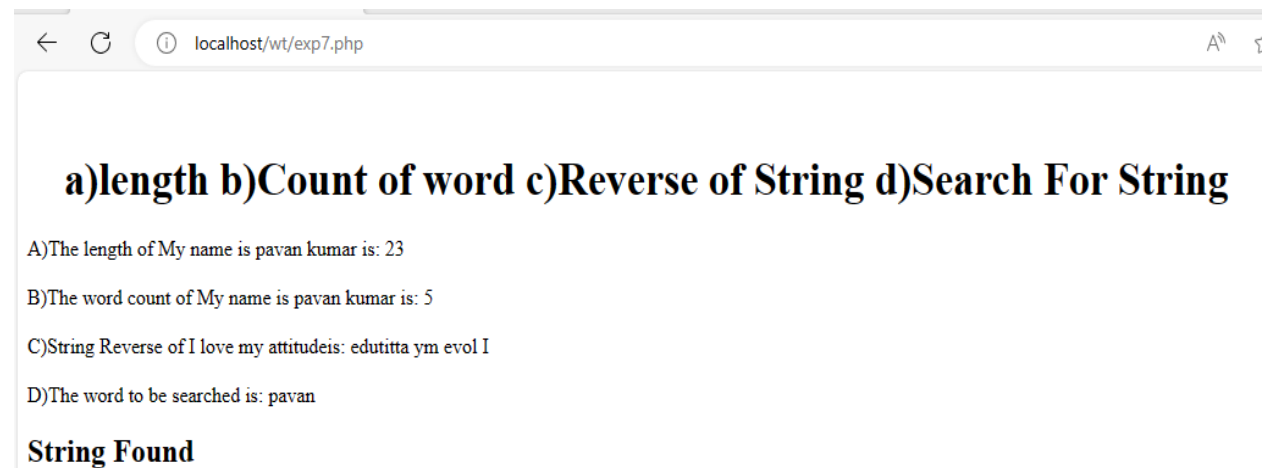 localhost/wt/exp7.php
a)length b)Count of word c)Reverse of String d)Search For String
A)The length of My name is pavan kumar is: 23
B)The word count of My name is pavan kumar is: 5
C)String Reverse of I love my attitudeis: edutitta ym evol I
D)The word to be searched is: pavan
String Found